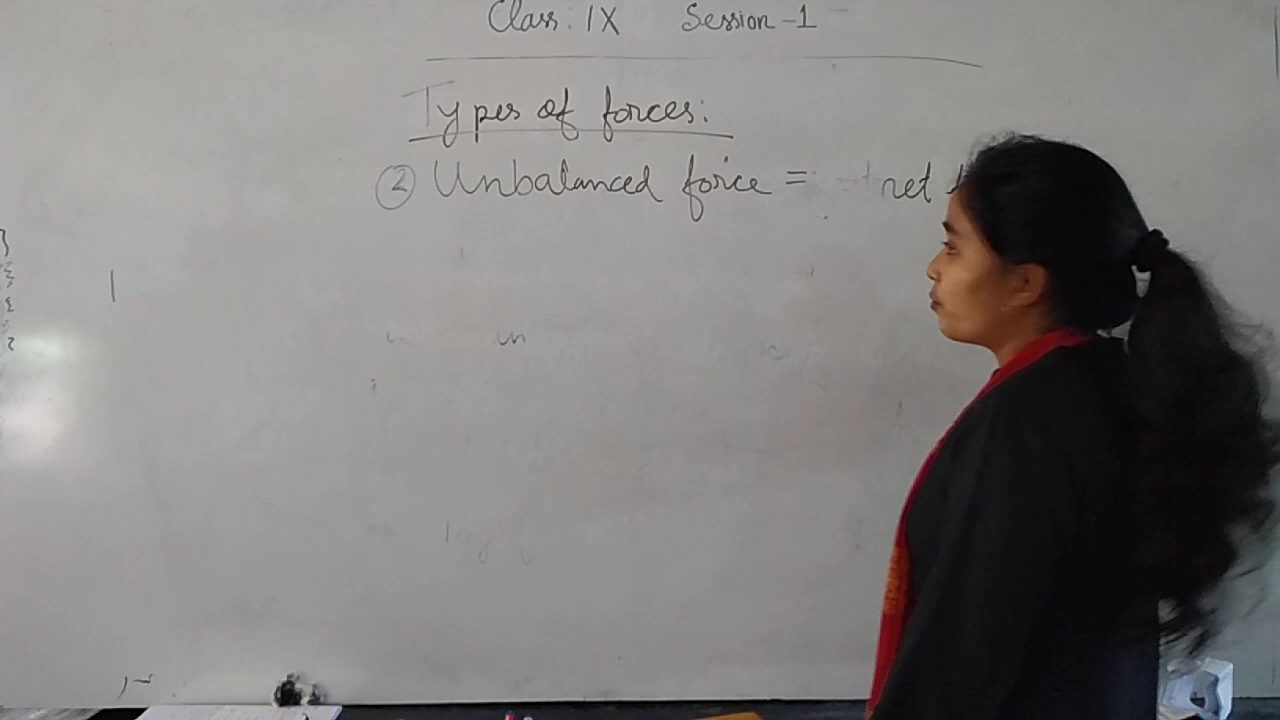 Class: IX Session-1
Types of forces:
② Unbalanced force = net